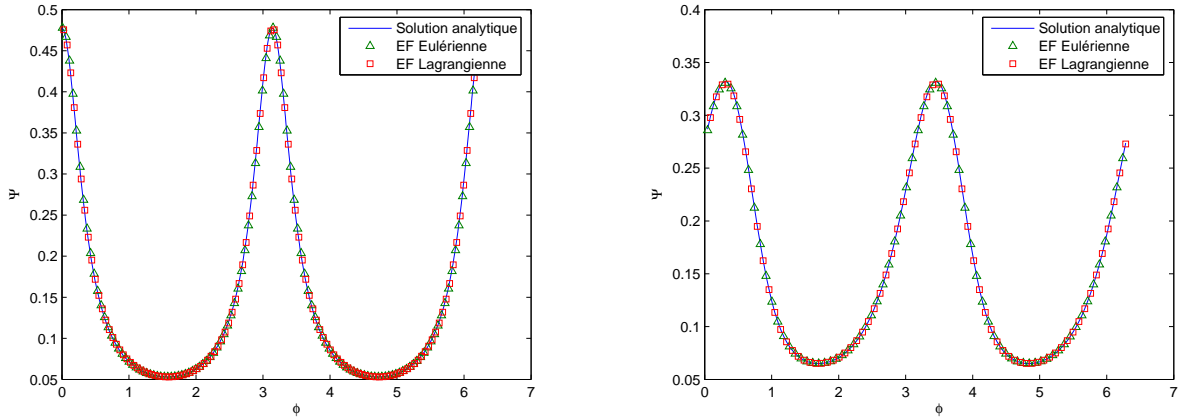 0.5
0.45
0.4
0.35
0.3
0.25
0.2
0.15
0.1
0.05
Ψ
0 1 2 3 4 5 6 7
ϕ
Solution analytique
EF Eulérienne
EF Lagrangienne
0.4
0.35
0.3
0.25
0.2
0.15
0.1
0.05
Ψ
0 1 2 3 4 5 6 7
ϕ
Solution analytique
EF Eulérienne
EF Lagrangienne